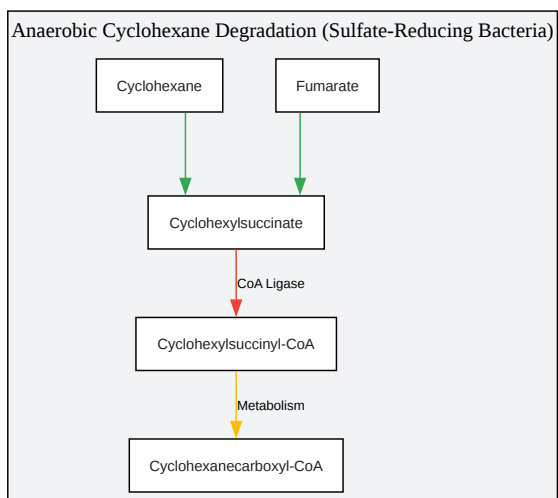 Anaerobic Cyclohexane Degradation (Sulfate-Reducing Bacteria)
Cyclohexane
Fumarate
Cyclohexylsuccinate
CoA Ligase
Cyclohexylsuccinyl-CoA
Metabolism
Cyclohexanecarboxyl-CoA